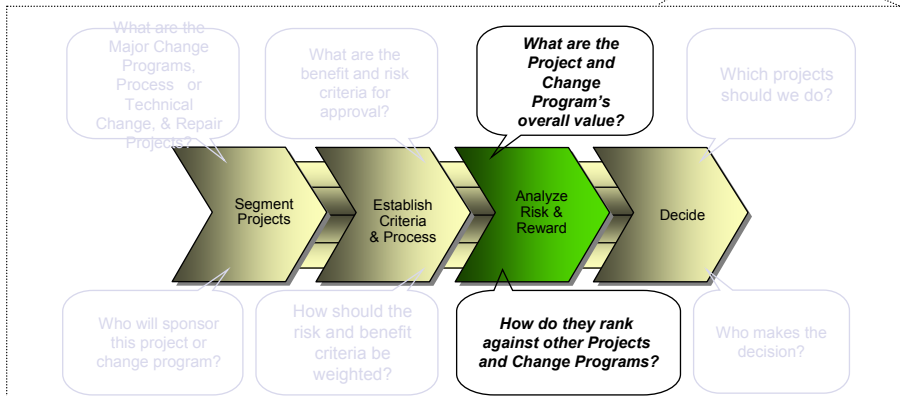 What are the
Major Change
Programs,
Process or
Technical
Change, & Repair
Projects?
What are the
benefit and risk
criteria for
approval?
What are the
Project and
Change
Program's
overall value?
Which projects
should we do?
Segment
Projects
Establish
Criteria
& Process
Analyze
Risk &
Reward
Decide
Who will sponsor
this project or
change program?
How should the
risk and benefit
criteria be
weighted?
How do they rank
against other Projects
and Change Programs?
Who makes the
decision?